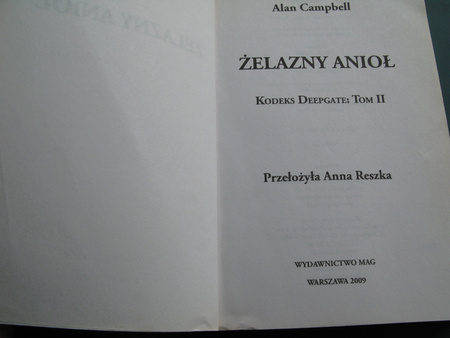 Alan Campbell
ŻELAZNY ANIOŁ
KODEKS DEEPGATE: TOM II
Przełożyła Anna Reszka
WYDAWNICTWO MAG
WARSZAWA 2009